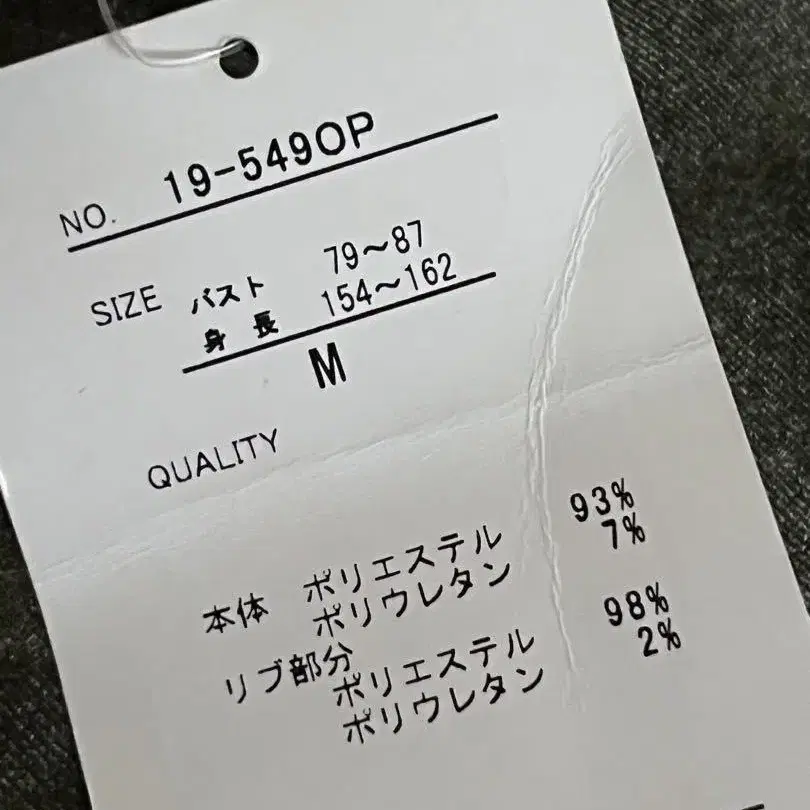 NO. 19-549OP
SIZE バスト 79～87
身長 154～162
M
QUALITY
本体 ポリエステル 93%
ポリウレタン 7%
リブ部分
ポリエステル 98%
ポリウレタン 2%